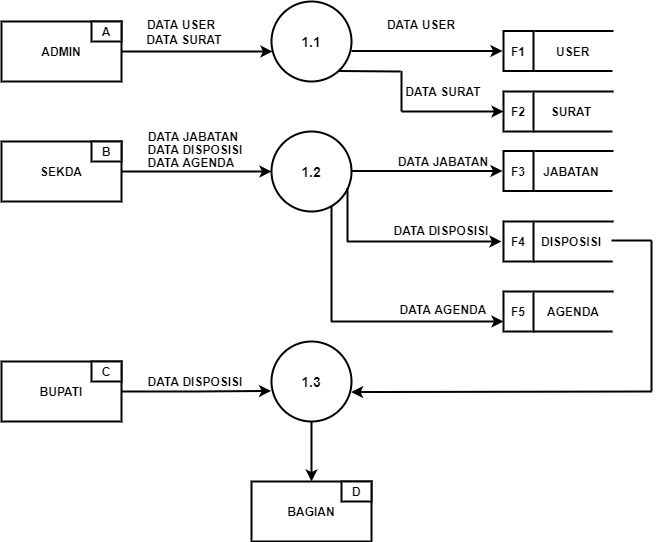 A
ADMIN
DATA USER
DATA SURAT
1.1
DATA USER
F1
USER
DATA SURAT
F2
SURAT
B
SEKDA
DATA JABATAN
DATA DISPOSISI
DATA AGENDA
1.2
DATA JABATAN
F3
JABATAN
DATA DISPOSISI
F4
DISPOSISI
DATA AGENDA
F5
AGENDA
C
BUPATI
DATA DISPOSISI
1.3
D
BAGIAN